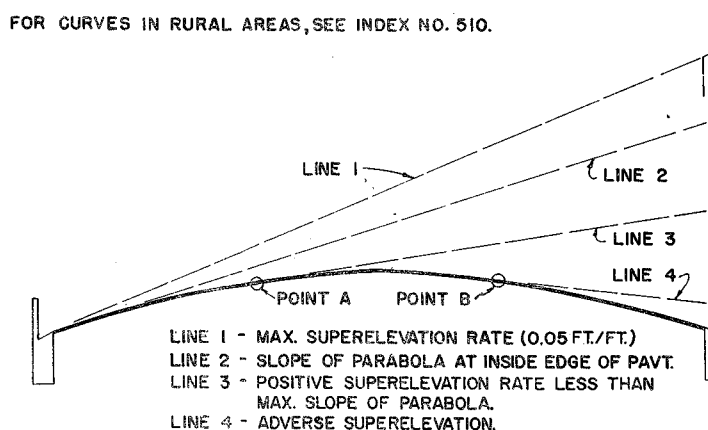 FOR CURVES IN RURAL AREAS, SEE INDEX NO. 510.
LINE 1
LINE 2
LINE 3
LINE 4
POINT A
POINT B
LINE 1 - MAX. SUPERELEVATION RATE (0.05 FT./FT.)
LINE 2 - SLOPE OF PARABOLA AT INSIDE EDGE OF PAVT.
LINE 3 - POSITIVE SUPERELEVATION RATE LESS THAN
MAX. SLOPE OF PARABOLA.
LINE 4 - ADVERSE SUPERELEVATION.